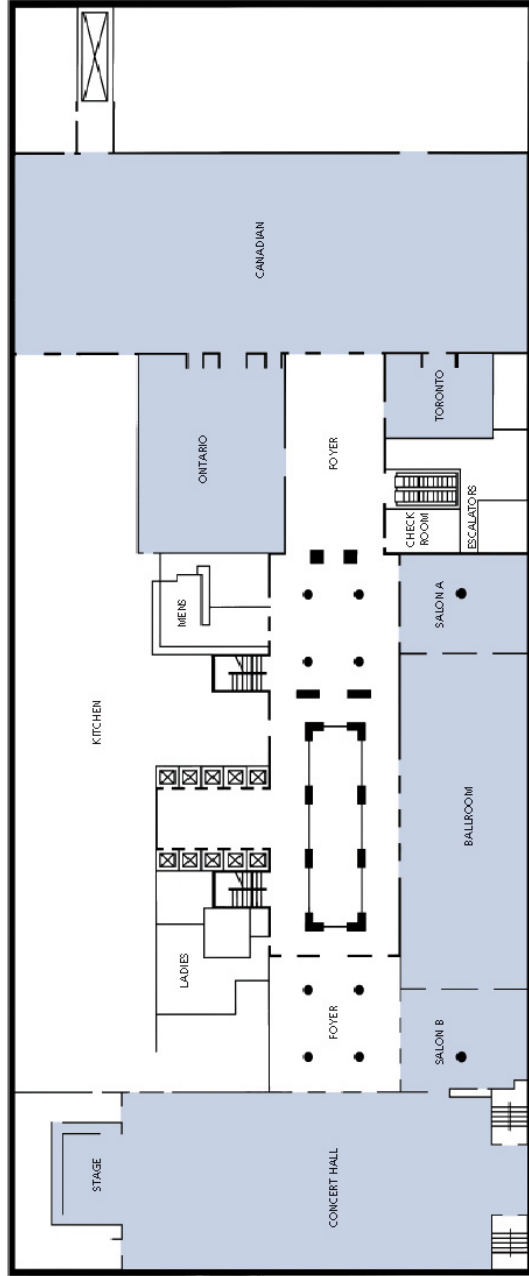 CANADIAN
ONTARIO
FOYER
TORONTO
CHECK
ROOM
ESCALATORS
MENS
SALON A
KITCHEN
BALLROOM
LADIES
FOYER
SALON B
STAGE
CONCERT HALL